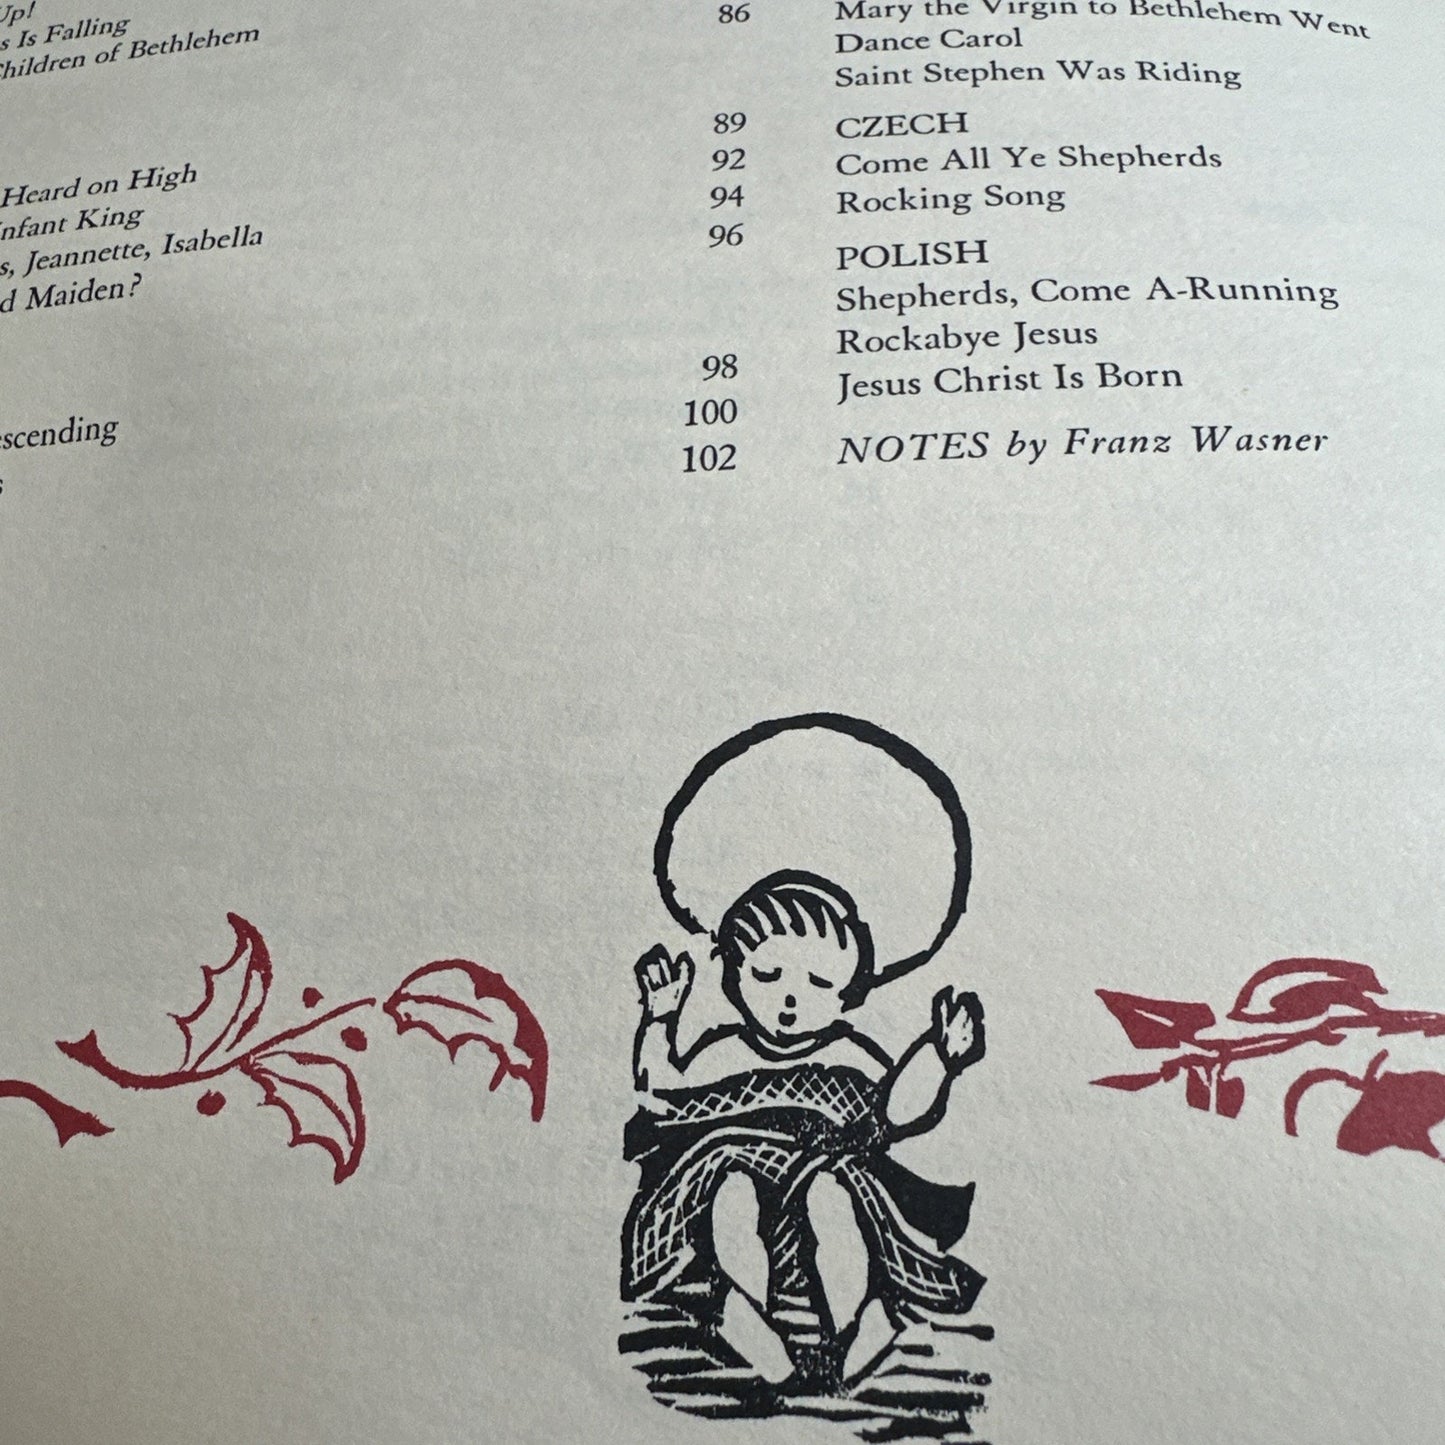 Up!
s Is Falling
Children of Bethlehem
Heard on High
Infant King
s, Jeannette, Isabella
d Maiden?
escending
s
86 Mary the Virgin to Bethlehem Went
Dance Carol
Saint Stephen Was Riding
89 CZECH
92 Come All Ye Shepherds
94 Rocking Song
96
POLISH
Shepherds, Come A-Running
Rockabye Jesus
98 Jesus Christ Is Born
100
102 NOTES by Franz Wasner